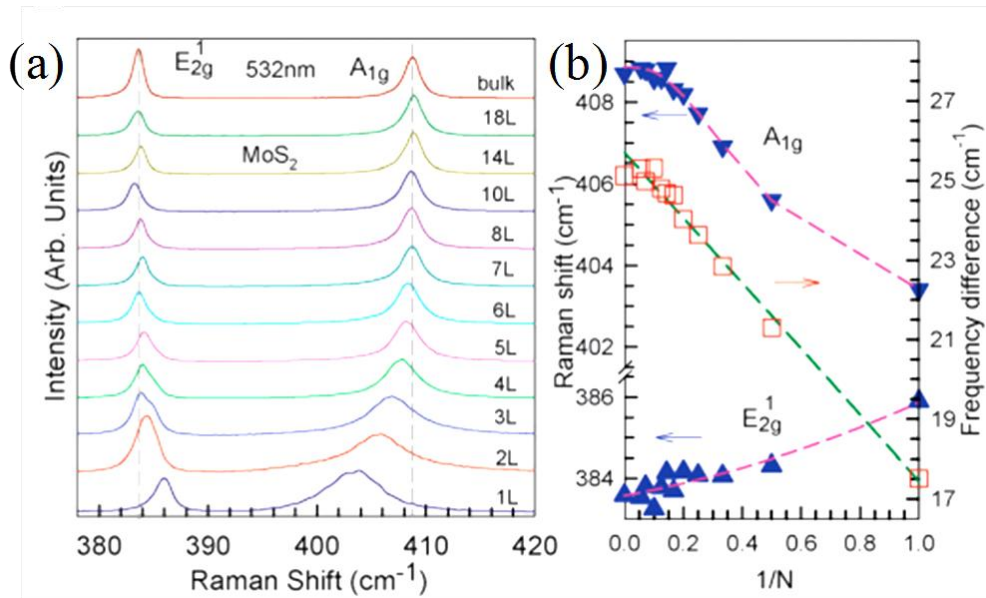 (a)
E¹2g
532nm
A1g
bulk
18L
MoS2
14L
10L
8L
7L
6L
5L
4L
3L
2L
1L
Intensity (Arb. Units)
380 390 400 410 420
Raman Shift (cm-1)
(b)
408
406
404
402
386
384
Raman shift (cm-1)
A1g
E¹2g
27
25
23
21
19
17
Frequency difference (cm-1)
0.0 0.2 0.4 0.6 0.8 1.0
1/N